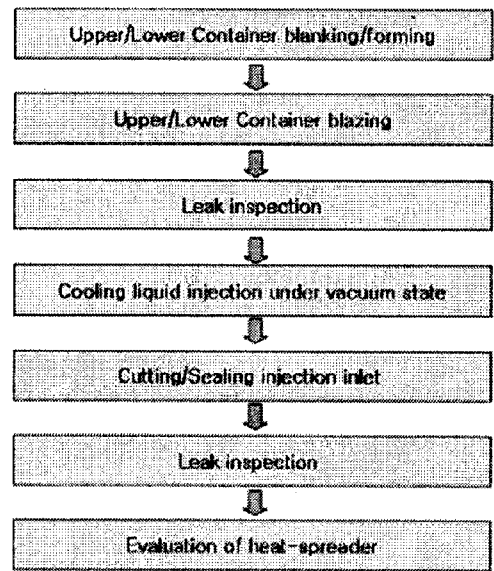 Upper/Lower Container blanking/forming
Upper/Lower Container blazing
Leak inspection
Cooling liquid injection under vacuum state
Cutting/Sealing injection inlet
Leak inspection
Evaluation of heat-spreader